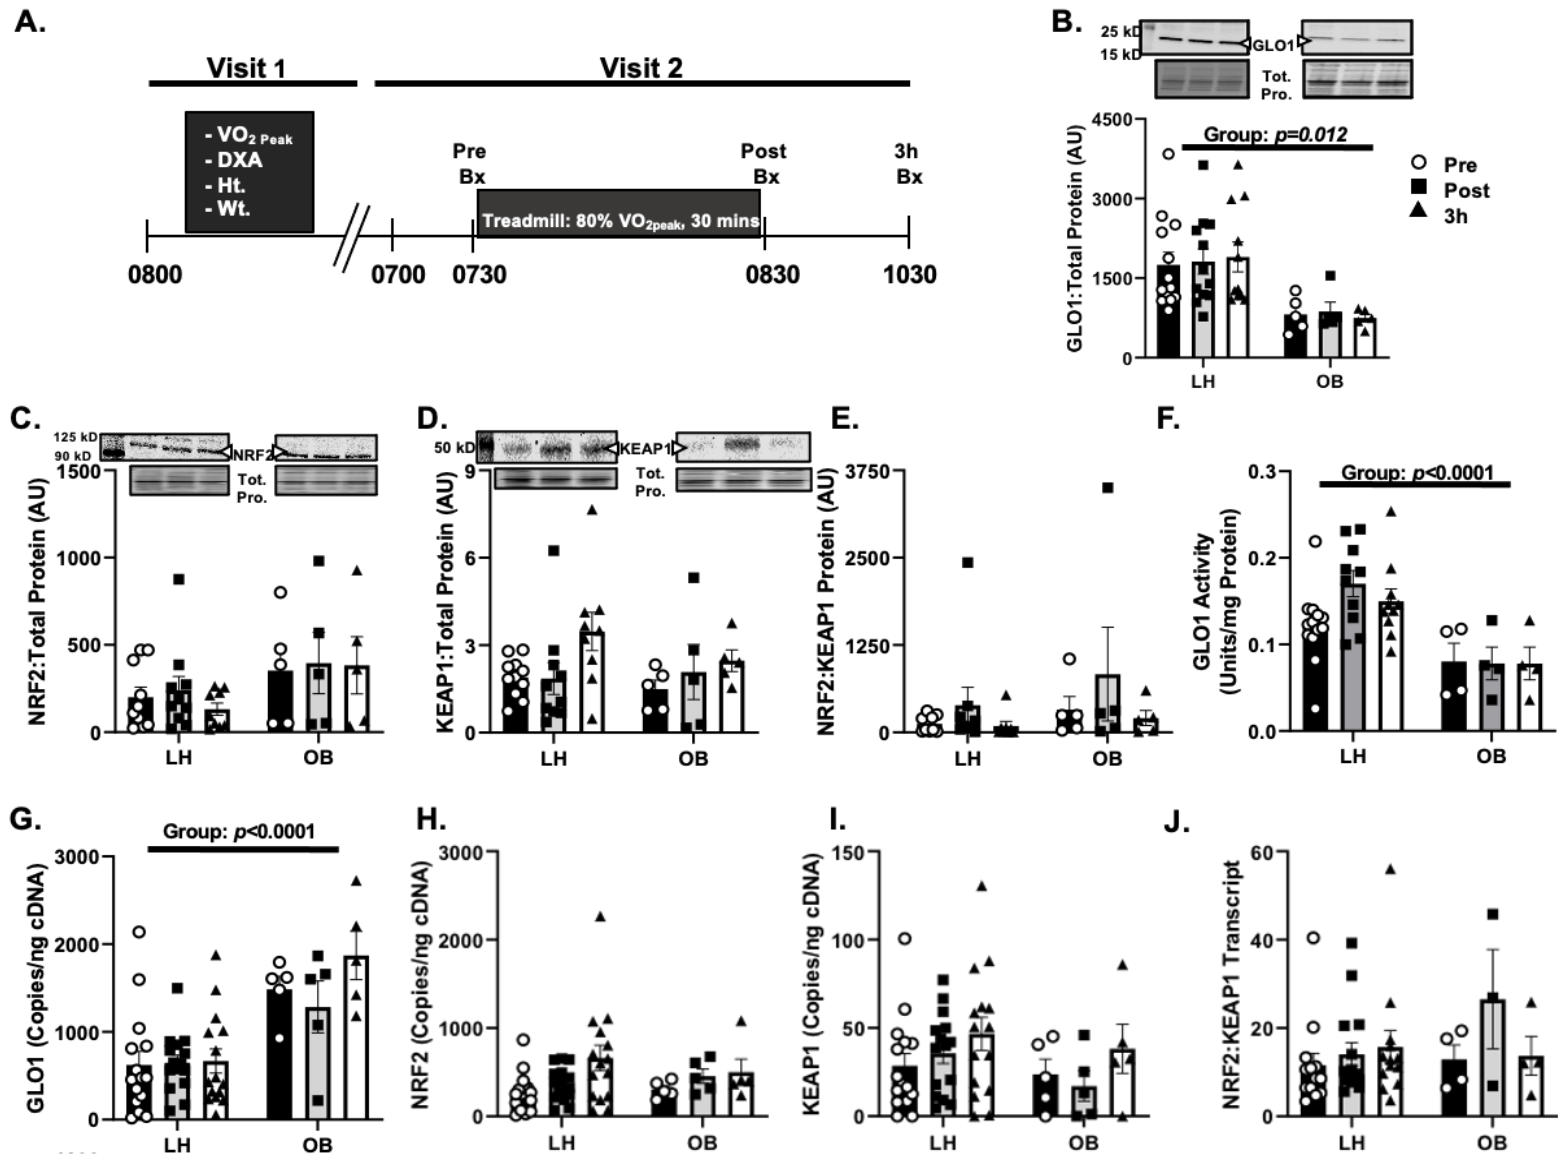 A.
Visit 1
Visit 2
- VO2 Peak
- DXA
- Ht.
- Wt.
Pre
Bx
Post
Bx
3h
Bx
Treadmill: 80% VO2peak, 30 mins
0800
0700
0730
0830
1030
B.
25 kD
15 kD
GLO1
Tot.
Pro.
GLO1:Total Protein (AU)
4500
3000
1500
0
Group: p=0.012
LH
OB
Pre
Post
3h
C.
125 kD
90 kD
NRF2
Tot.
Pro.
NRF2:Total Protein (AU)
1500
1000
500
0
LH
OB
D.
50 kD
KEAP1
Tot.
Pro.
KEAP1:Total Protein (AU)
9
6
3
0
LH
OB
E.
NRF2:KEAP1 Protein (AU)
3750
2500
1250
0
LH
OB
F.
GLO1 Activity
(Units/mg Protein)
0.3
0.2
0.1
0.0
Group: p<0.0001
LH
OB
G.
Group: p<0.0001
GLO1 (Copies/ng cDNA)
3000
2000
1000
0
LH
OB
H.
NRF2 (Copies/ng cDNA)
3000
2000
1000
0
LH
OB
I.
KEAP1 (Copies/ng cDNA)
150
100
50
0
LH
OB
J.
NRF2:KEAP1 Transcript
60
40
20
0
LH
OB